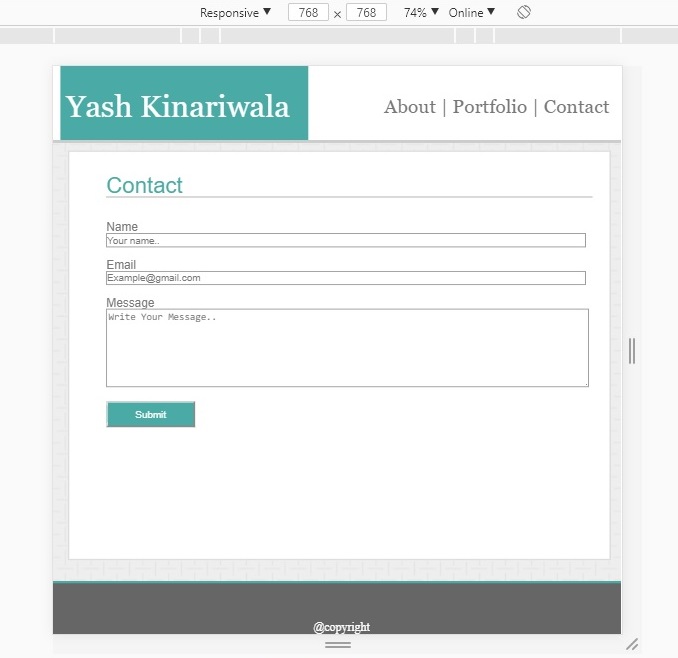 Responsive ▼ 768 x 768 74% ▼ Online ▼
Yash Kinariwala
About | Portfolio | Contact
Contact
Name
Your name..
Email
Example@gmail.com
Message
Write Your Message..
Submit
@copyright